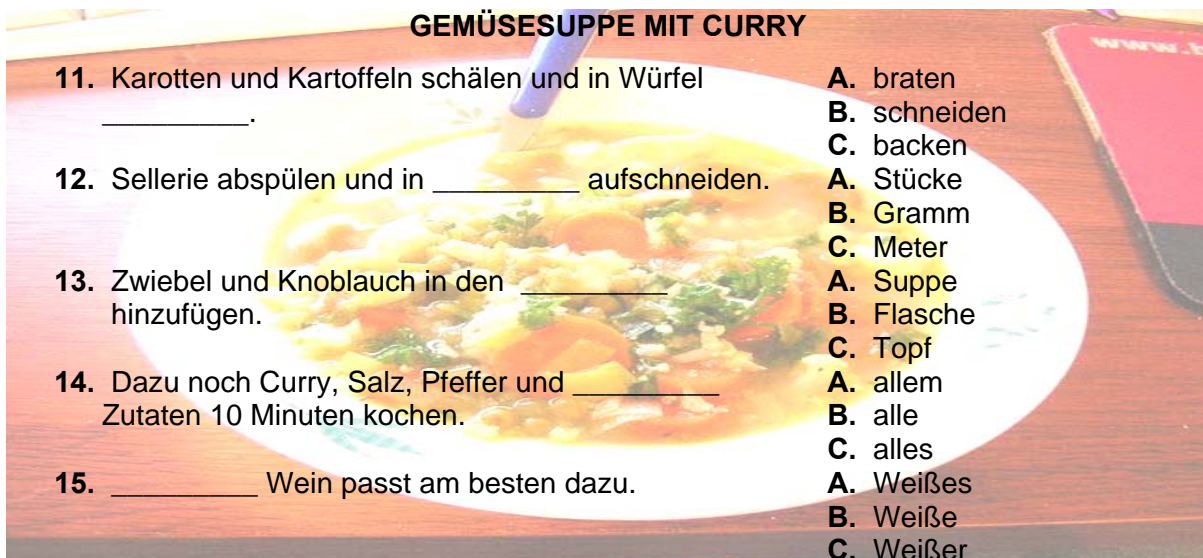 GEMÜSESUPPE MIT CURRY
11. Karotten und Kartoffeln schälen und in Würfel
_________.
A. braten
B. schneiden
C. backen
12. Sellerie abspülen und in _________ aufschneiden.
A. Stücke
B. Gramm
C. Meter
13. Zwiebel und Knoblauch in den _________
hinzufügen.
A. Suppe
B. Flasche
C. Topf
14. Dazu noch Curry, Salz, Pfeffer und _________
Zutaten 10 Minuten kochen.
A. allem
B. alle
C. alles
15. _________ Wein passt am besten dazu.
A. Weißes
B. Weiße
C. Weißer